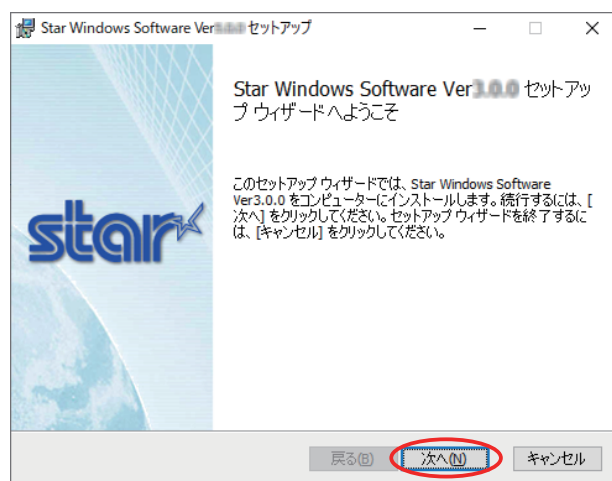 Star Windows Software Ver セットアップ
Star Windows Software Ver3.0.0 セットアッ
プ ウィザードへようこそ
このセットアップ ウィザードでは、Star Windows Software
Ver3.0.0 をコンピューターにインストールします。続行するには、[
次へ] をクリックしてください。セットアップ ウィザードを終了するに
は、[キャンセル] をクリックしてください。
star
戻る(B) 次へ(N) キャンセル